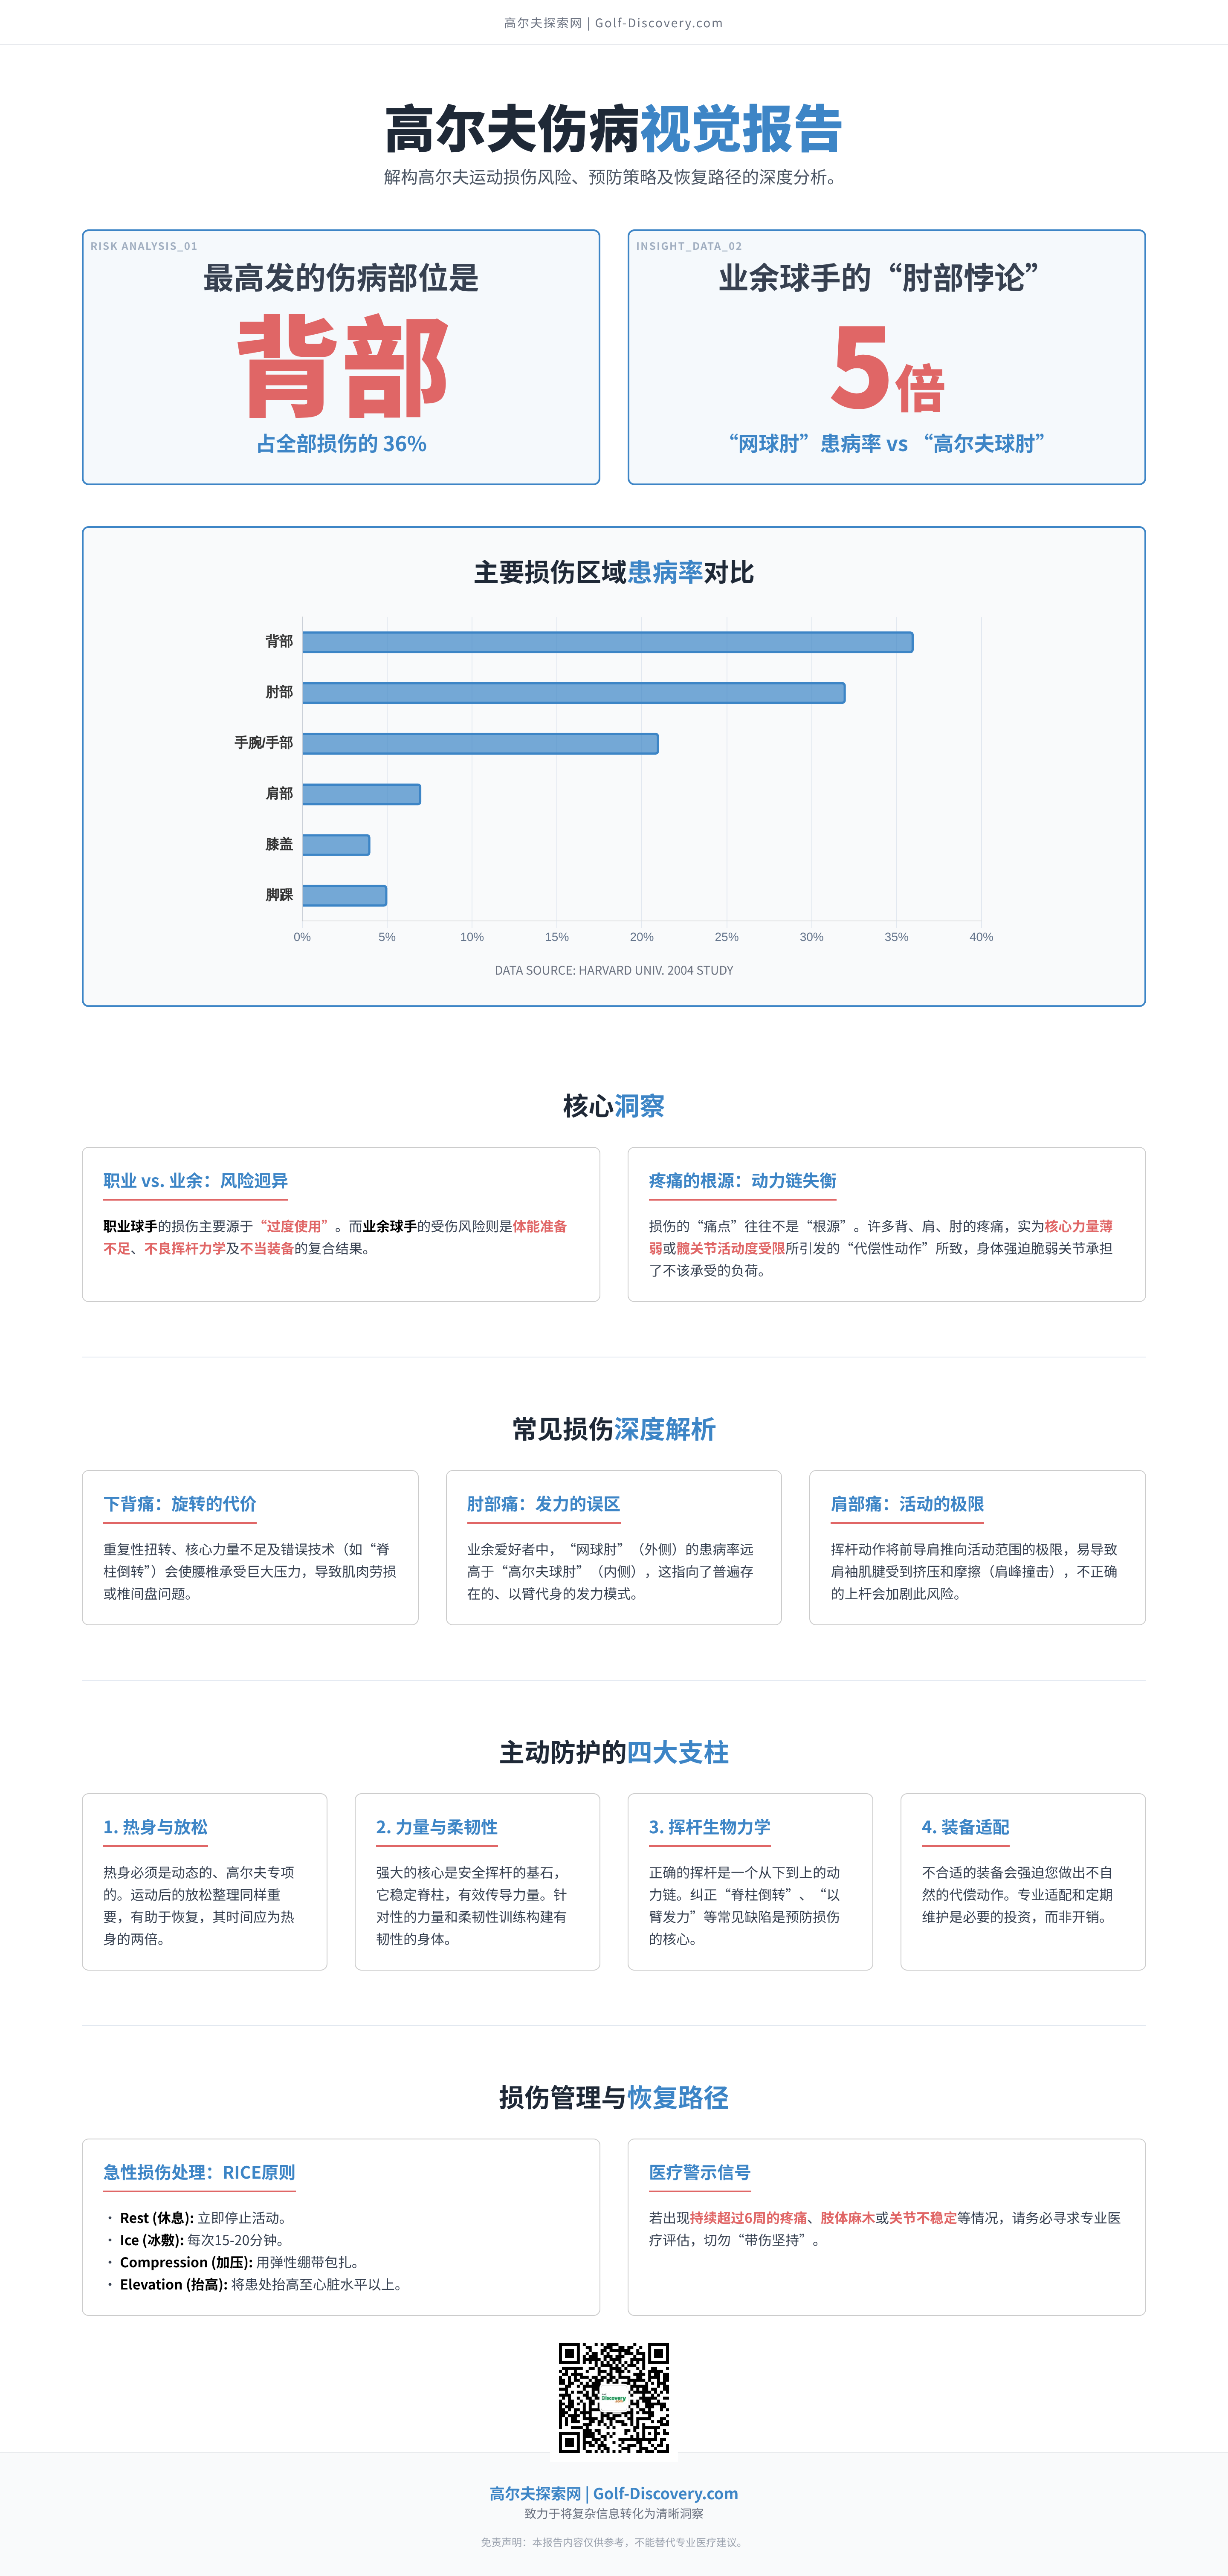 高尔夫探索网 | Golf-Discovery.com
高尔夫伤病视觉报告
解构高尔夫运动损伤风险、预防策略及恢复路径的深度分析。
RISK ANALYSIS_01
最高发的伤病部位是
背部
占全部损伤的 36%
INSIGHT_DATA_02
业余球手的“肘部悖论”
5倍
“网球肘”患病率 vs “高尔夫球肘”
主要损伤区域患病率对比
背部
肘部
手腕/手部
肩部
膝盖
脚踝
0% 5% 10% 15% 20% 25% 30% 35% 40%
DATA SOURCE: HARVARD UNIV. 2004 STUDY
核心洞察
职业 vs. 业余：风险迥异
职业球手的损伤主要源于“过度使用”。而业余球手的受伤风险则是体能准备
不足、不良挥杆力学及不当装备的复合结果。
疼痛的根源：动力链失衡
损伤的“痛点”往往不是“根源”。许多背、肩、肘的疼痛，实为核心力量薄
弱或髋关节活动度受限所引发的“代偿性动作”所致，身体强迫脆弱关节承担
了不该承受的负荷。
常见损伤深度解析
下背痛：旋转的代价
重复性扭转、核心力量不足及错误技术（如“脊
柱倒转”）会使腰椎承受巨大压力，导致肌肉劳损
或椎间盘问题。
肘部痛：发力的误区
业余爱好者中，“网球肘”（外侧）的患病率远
高于“高尔夫球肘”（内侧），这指向了普遍存
在的、以臂代身的发力模式。
肩部痛：活动的极限
挥杆动作将前导肩推向活动范围的极限，易导致
肩袖肌腱受到挤压和摩擦（肩峰撞击），不正确
的上杆会加剧此风险。
主动防护的四大支柱
1. 热身与放松
热身必须是动态的、高尔夫专项
的。运动后的放松整理同样重
要，有助于恢复，其时间应为热
身的两倍。
2. 力量与柔韧性
强大的核心是安全挥杆的基石，
它稳定脊柱，有效传导力量。针
对性的力量和柔韧性训练构建有
韧性的身体。
3. 挥杆生物力学
正确的挥杆是一个从下到上的动
力链。纠正“脊柱倒转”、“以
臂发力”等常见缺陷是预防损伤
的核心。
4. 装备适配
不合适的装备会强迫您做出不自
然的代偿动作。专业适配和定期
维护是必要的投资，而非开销。
损伤管理与恢复路径
急性损伤处理：RICE原则
· Rest (休息): 立即停止活动。
· Ice (冰敷): 每次15-20分钟。
· Compression (加压): 用弹性绷带包扎。
· Elevation (抬高): 将患处抬高至心脏水平以上。
医疗警示信号
若出现持续超过6周的疼痛、肢体麻木或关节不稳定等情况，请务必寻求专业医
疗评估，切勿“带伤坚持”。
Discovery
高尔夫探索网 | Golf-Discovery.com
致力于将复杂信息转化为清晰洞察
免责声明：本报告内容仅供参考，不能替代专业医疗建议。